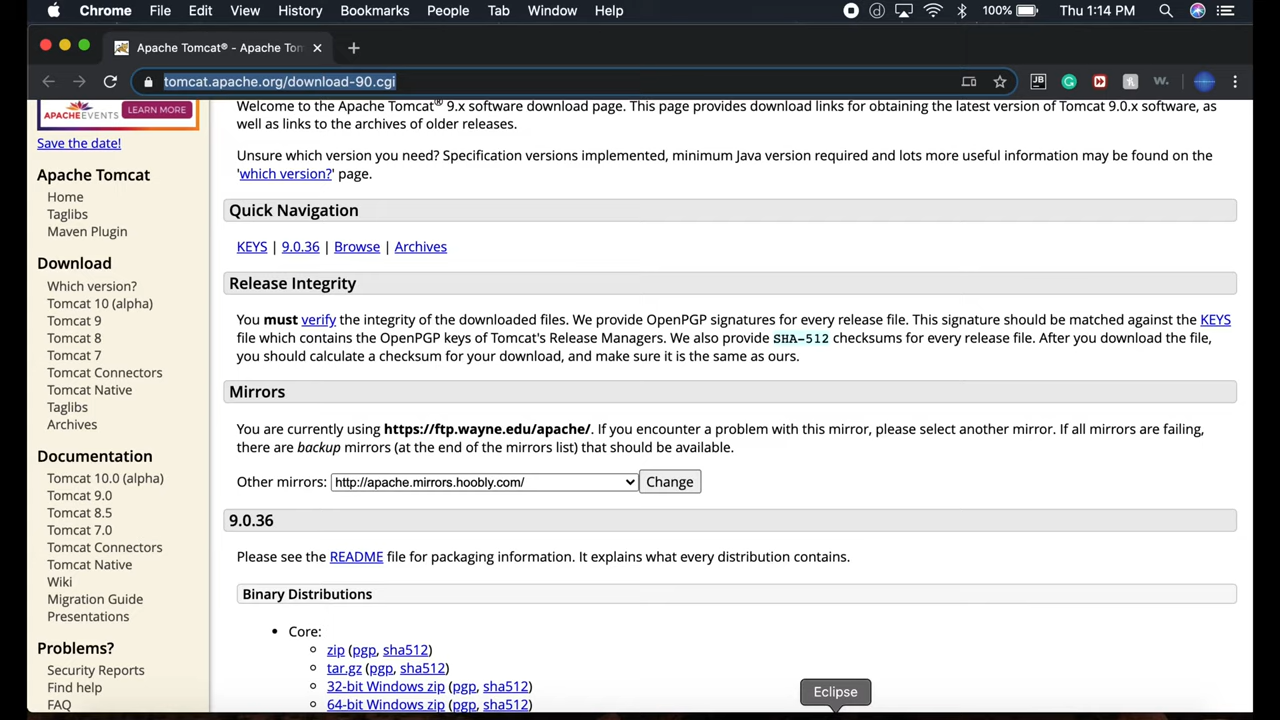 Chrome File Edit View History Bookmarks People Tab Window Help 100% Thu 1:14 PM
Apache Tomcat® - Apache Tom
tomcat.apache.org/download-90.cgi
APACHEEVENTS LEARN MORE
Save the date!
Apache Tomcat
Home
Taglibs
Maven Plugin
Download
Which version?
Tomcat 10 (alpha)
Tomcat 9
Tomcat 8
Tomcat 7
Tomcat Connectors
Tomcat Native
Taglibs
Archives
Documentation
Tomcat 10.0 (alpha)
Tomcat 9.0
Tomcat 8.5
Tomcat 7.0
Tomcat Connectors
Tomcat Native
Wiki
Migration Guide
Presentations
Problems?
Security Reports
Find help
FAQ
Welcome to the Apache Tomcat® 9.x software download page. This page provides download links for obtaining the latest version of Tomcat 9.0.x software, as
well as links to the archives of older releases.
Unsure which version you need? Specification versions implemented, minimum Java version required and lots more useful information may be found on the
'which version?' page.
Quick Navigation
KEYS | 9.0.36 | Browse | Archives
Release Integrity
You must verify the integrity of the downloaded files. We provide OpenPGP signatures for every release file. This signature should be matched against the KEYS
file which contains the OpenPGP keys of Tomcat's Release Managers. We also provide SHA-512 checksums for every release file. After you download the file,
you should calculate a checksum for your download, and make sure it is the same as ours.
Mirrors
You are currently using https://ftp.wayne.edu/apache/. If you encounter a problem with this mirror, please select another mirror. If all mirrors are failing,
there are backup mirrors (at the end of the mirrors list) that should be available.
Other mirrors: http://apache.mirrors.hoobly.com/ Change
9.0.36
Please see the README file for packaging information. It explains what every distribution contains.
Binary Distributions
Core:
zip (pgp, sha512)
tar.gz (pgp, sha512)
32-bit Windows zip (pgp, sha512)
64-bit Windows zip (pgp, sha512)
Eclipse